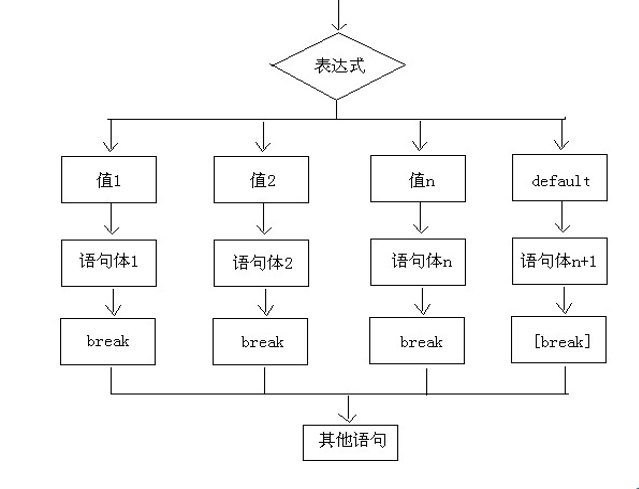 表达式
值1
值2
值n
default
语句体1
语句体2
语句体n
语句体n+1
break
break
break
[break]
其他语句